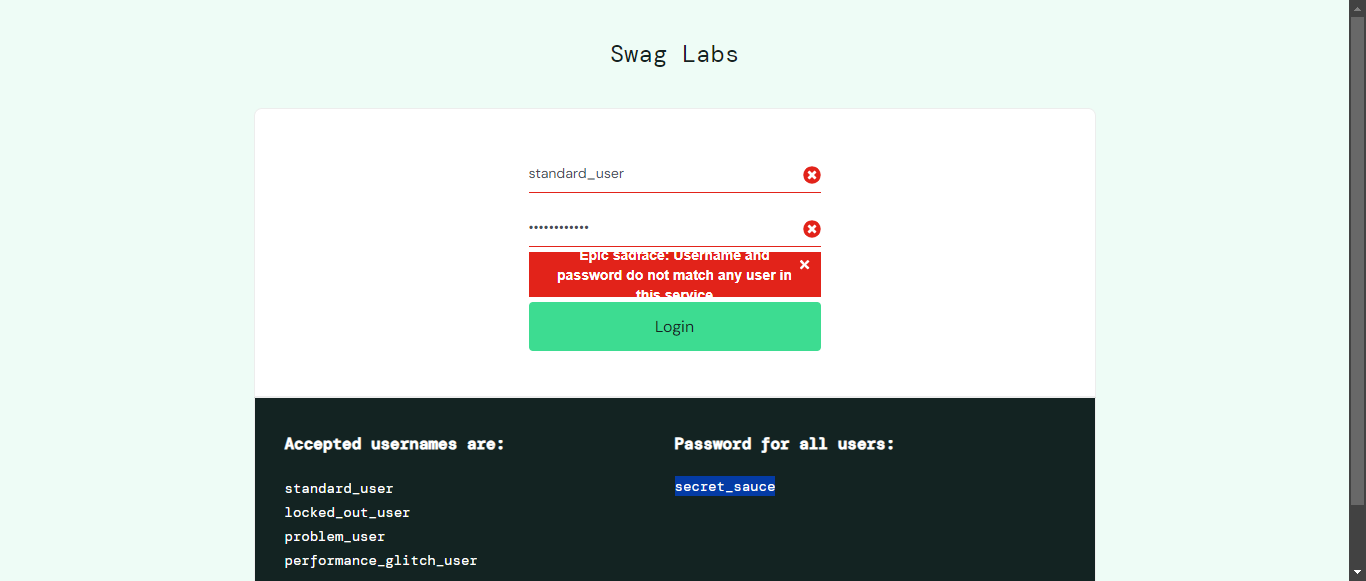 Swag Labs
standard_user
••••••••••••
Epic sadface: Username and
password do not match any user in
this service
Login
Accepted usernames are:
standard_user
locked_out_user
problem_user
performance_glitch_user
Password for all users:
secret_sauce